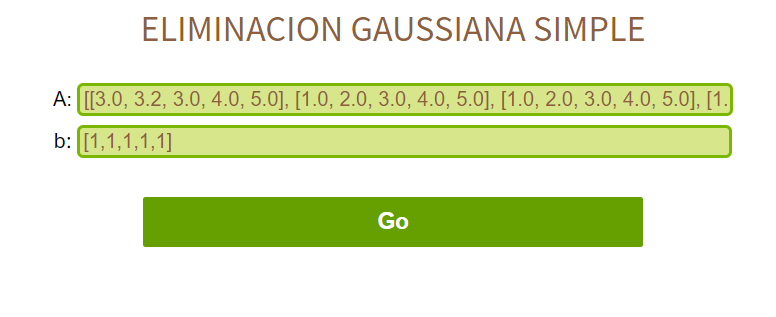 ELIMINACION GAUSSIANA SIMPLE
A: [[3.0, 3.2, 3.0, 4.0, 5.0], [1.0, 2.0, 3.0, 4.0, 5.0], [1.0, 2.0, 3.0, 4.0, 5.0], [1.
b: [1,1,1,1,1]
Go